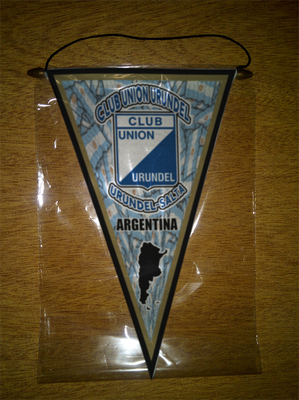 CLUB UNION URUNDEL
CLUB
UNION
URUNDEL
URUNDEL-SALTA
ARGENTINA